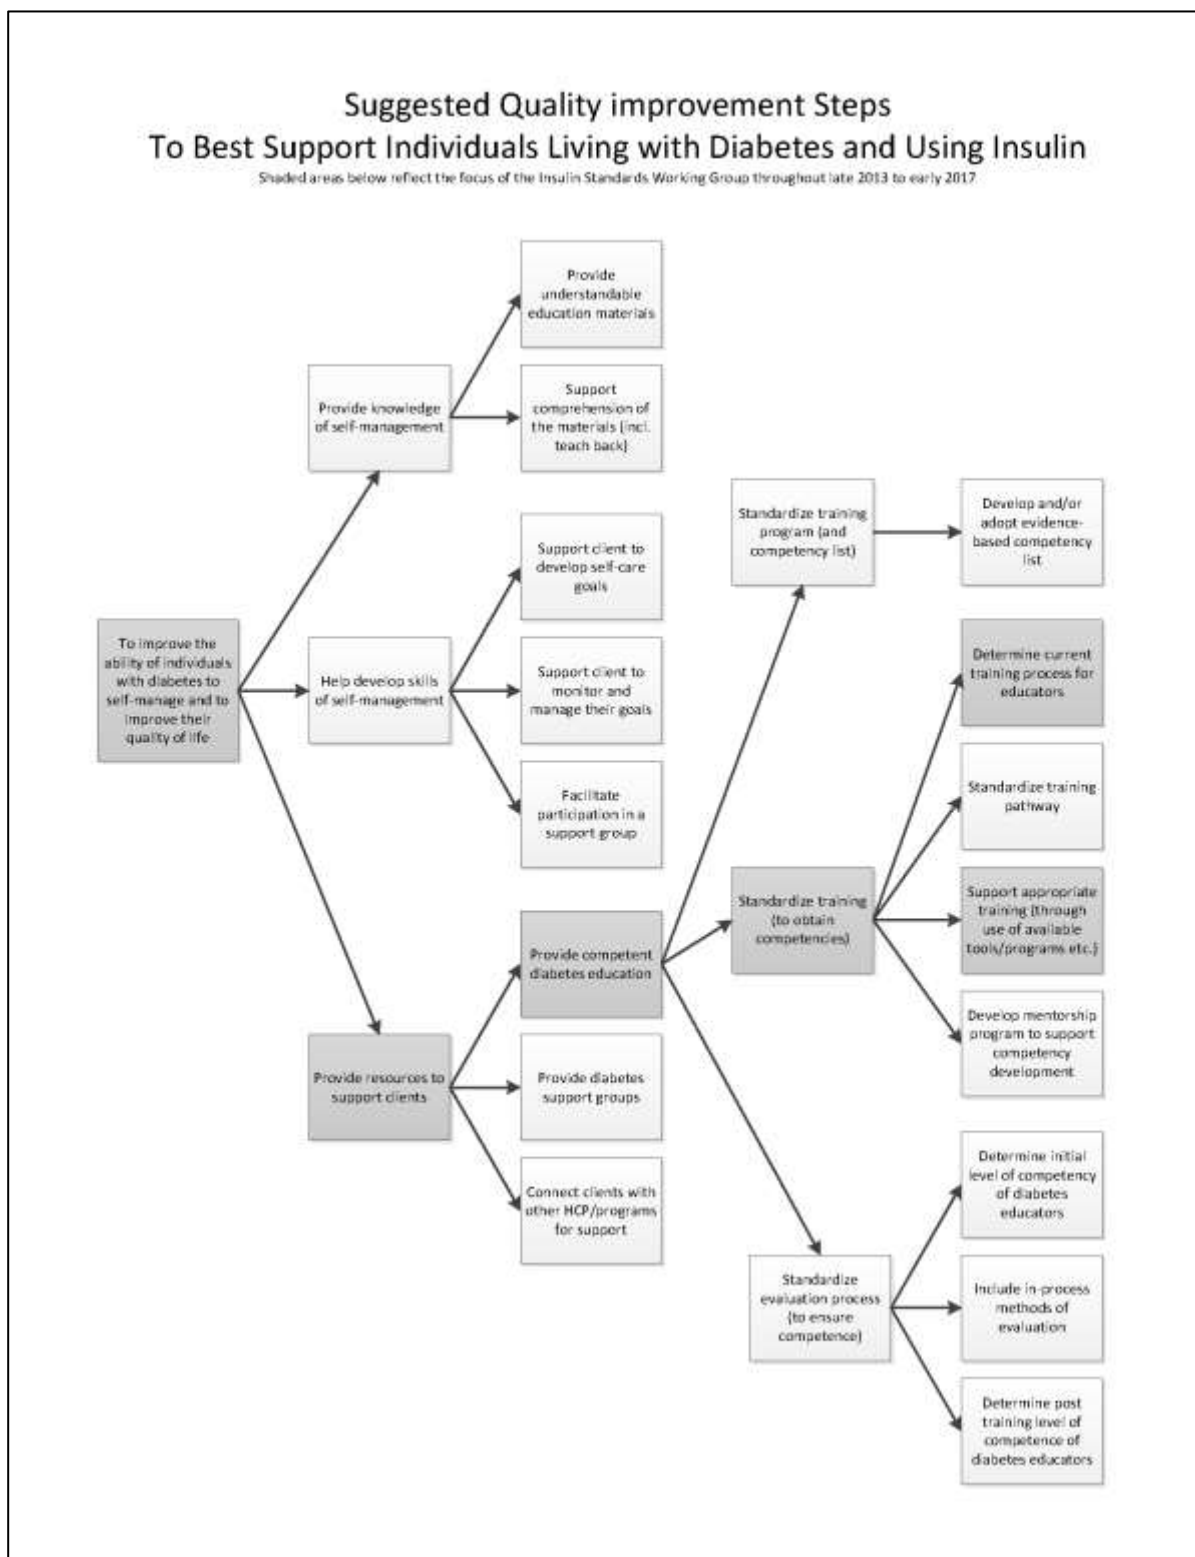 Suggested Quality improvement Steps
To Best Support Individuals Living with Diabetes and Using Insulin
Shaded areas below reflect the focus of the Insulin Standards Working Group throughout late 2013 to early 2017
Provide
understandable
education materials
Provide knowledge
of self-management
Support
comprehension of
the materials (incl.
teach back)
Standardize training
program (and
competency list)
Develop and/or
adopt evidence-
based competency
list
Support client to
develop self-care
goals
To improve the
ability of individuals
with diabetes to
self-manage and to
improve their
quality of life
Help develop skills
of self-management
Support client to
monitor and
manage their goals
Determine current
training process for
educators
Facilitate
participation in a
support group
Standardize training
pathway
Provide competent
diabetes education
Standardize training
(to obtain
competencies)
Support appropriate
training (through
use of available
tools/programs etc.)
Provide resources to
support clients
Provide diabetes
support groups
Develop mentorship
program to support
competency
development
Connect clients with
other HCP/programs
for support
Determine initial
level of competency
of diabetes
educators
Standardize
evaluation process
(to ensure
competence)
Include in-process
methods of
evaluation
Determine post
training level of
competence of
diabetes educators